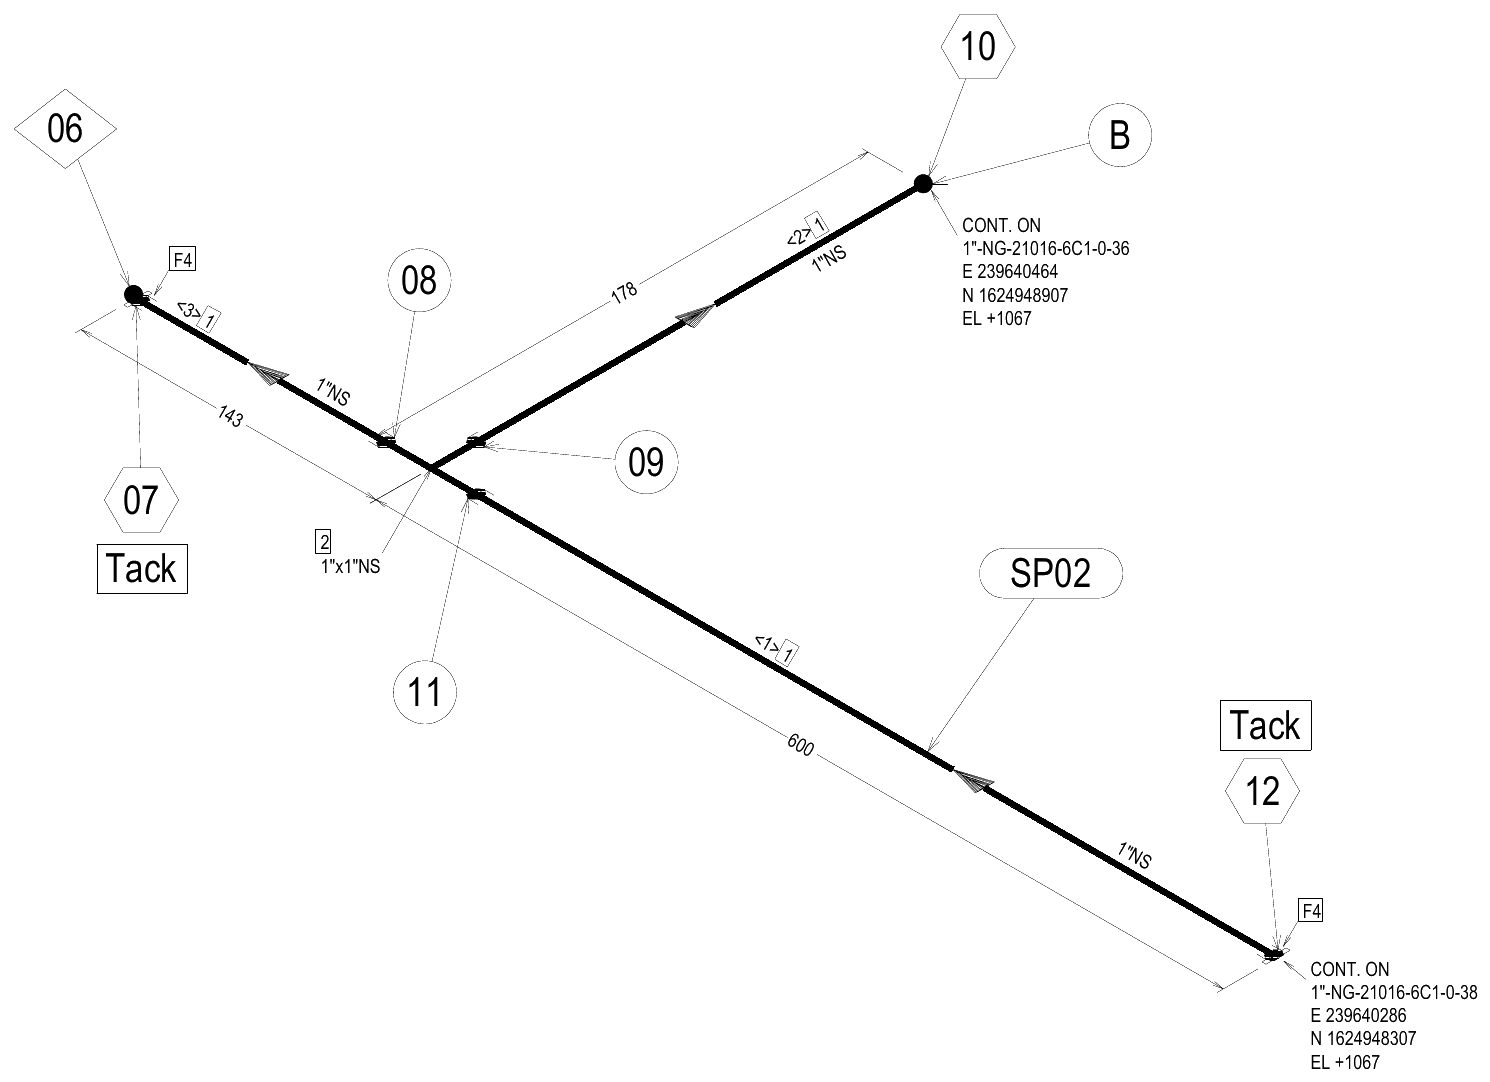 10
B
06
CONT. ON
1"-NG-21016-6C1-0-36
E 239640464
N 1624948907
EL +1067
<2> 1
1"NS
F4
08
178
<3> 1
1"NS
143
09
07
Tack
2
1"x1"NS
SP02
<1> 1
11
Tack
600
12
1"NS
F4
CONT. ON
1"-NG-21016-6C1-0-38
E 239640286
N 1624948307
EL +1067